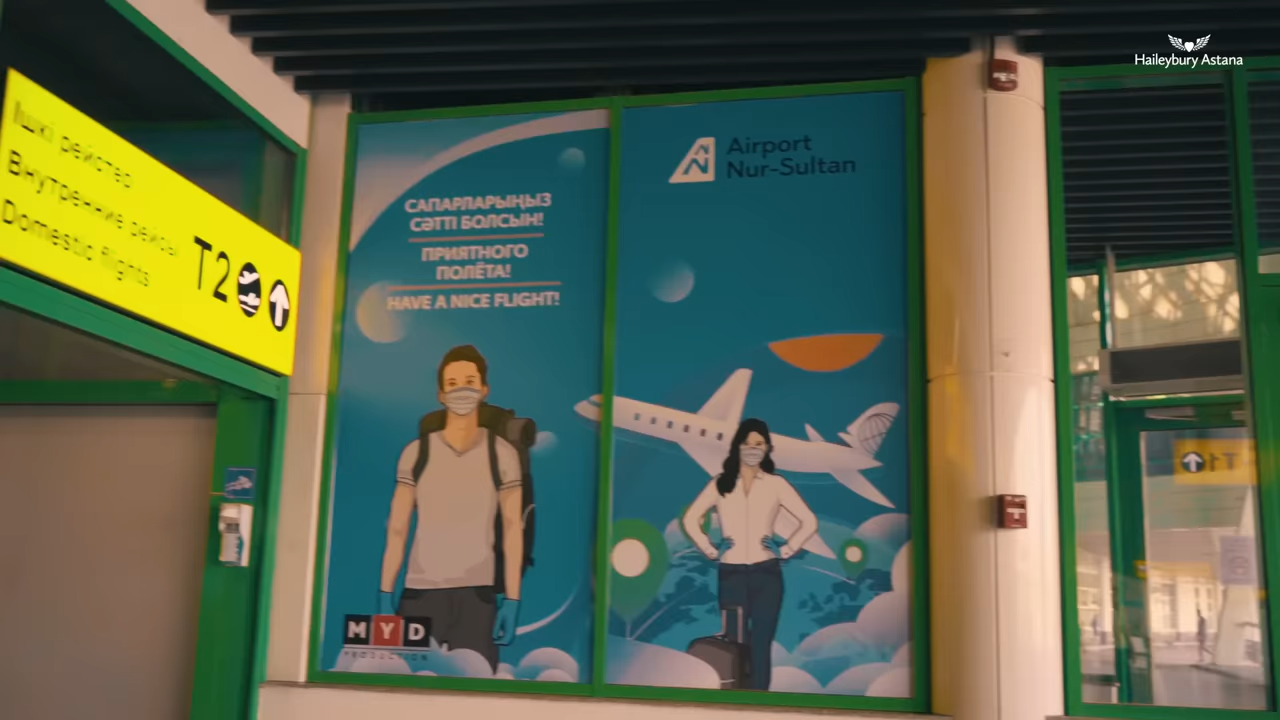 Haileybury Astana
Ішкі рейстер
Внутренние рейсы
Domestic flights
T2
САПАРЛАРЫҢЫЗ
СӘТТІ БОЛСЫН!
ПРИЯТНОГО
ПОЛЁТА!
HAVE A NICE FLIGHT!
Airport
Nur-Sultan
MYD
PRODUCTION
T1